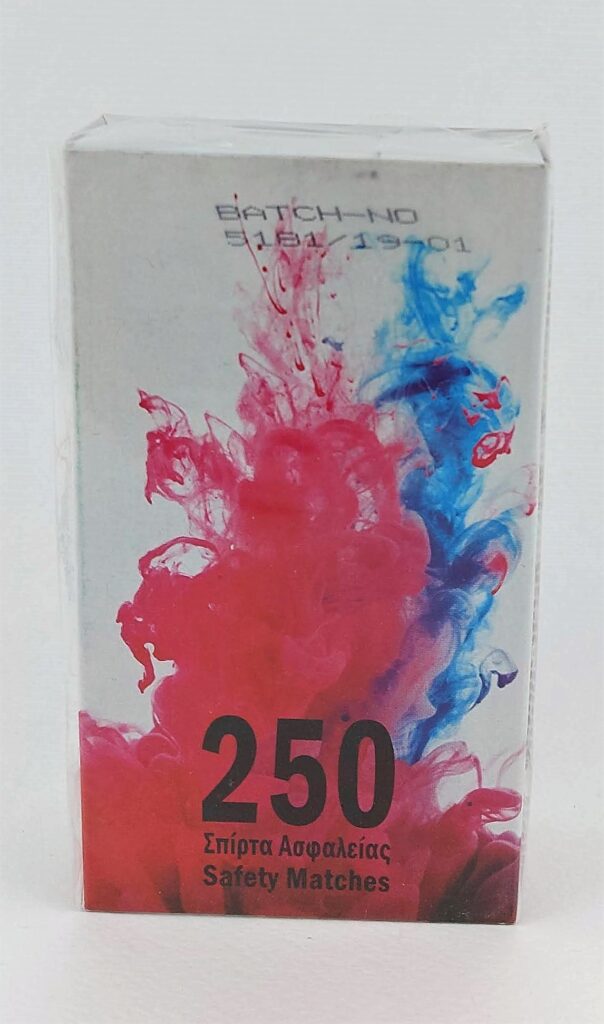 BATCH-NO
5181/19-01
250
Σπίρτα Ασφαλείας
Safety Matches